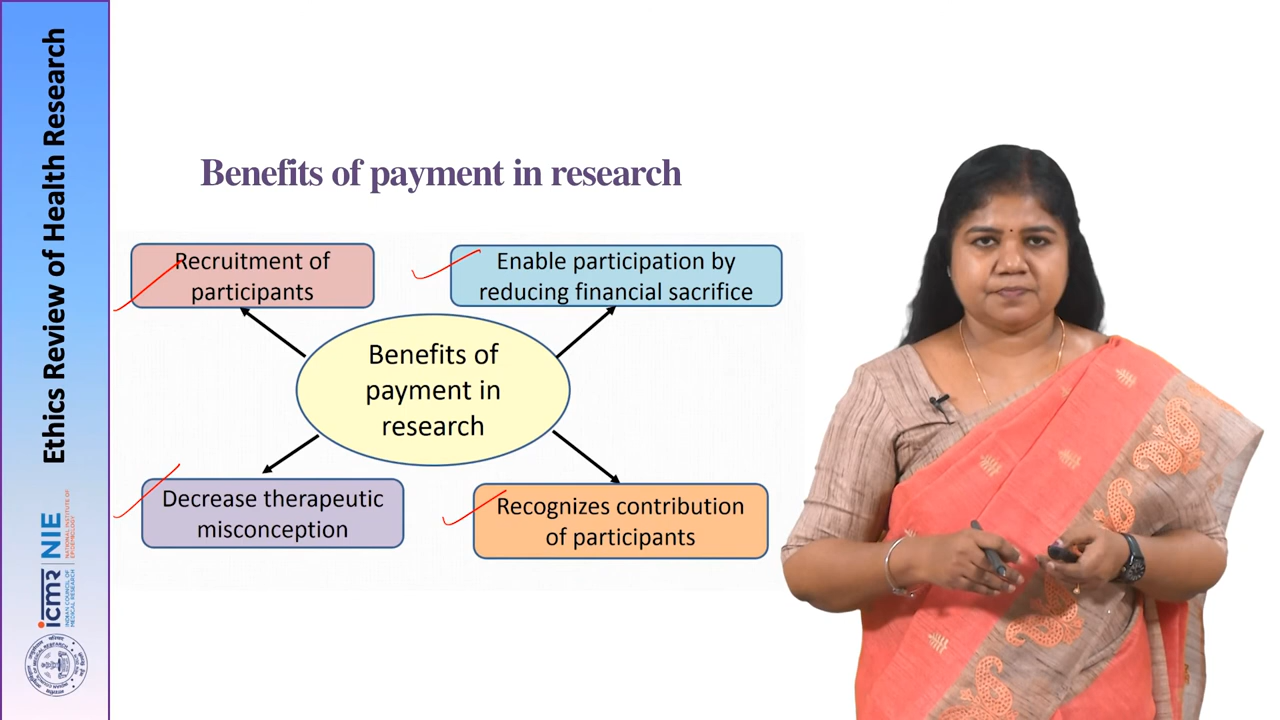 Ethics Review of Health Research
icmr
INDIAN COUNCIL OF
MEDICAL RESEARCH
NIE
NATIONAL INSTITUTE OF
EPIDEMIOLOGY
Benefits of payment in research
Recruitment of
participants
Enable participation by
reducing financial sacrifice
Benefits of
payment in
research
Decrease therapeutic
misconception
Recognizes contribution
of participants